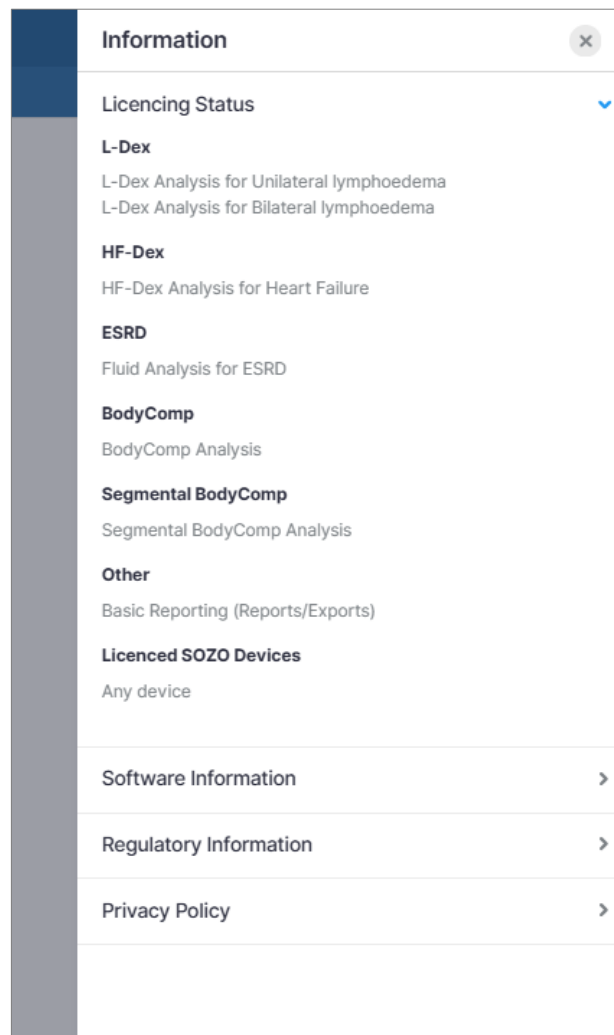 Information
Licencing Status
L-Dex
L-Dex Analysis for Unilateral lymphoedema
L-Dex Analysis for Bilateral lymphoedema
HF-Dex
HF-Dex Analysis for Heart Failure
ESRD
Fluid Analysis for ESRD
BodyComp
BodyComp Analysis
Segmental BodyComp
Segmental BodyComp Analysis
Other
Basic Reporting (Reports/Exports)
Licenced SOZO Devices
Any device
Software Information
Regulatory Information
Privacy Policy